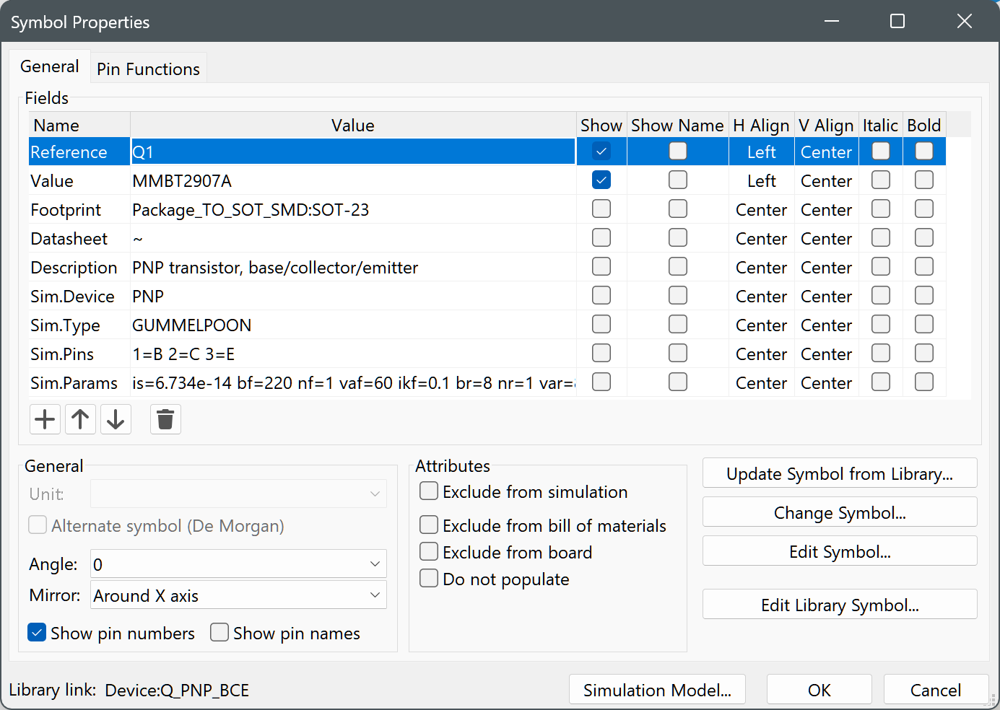 Symbol Properties
General Pin Functions
Fields
Name Value Show Show Name H Align V Align Italic Bold
Reference Q1 Left Center
Value MMBT2907A Left Center
Footprint Package_TO_SOT_SMD:SOT-23 Center Center
Datasheet ~ Center Center
Description PNP transistor, base/collector/emitter Center Center
Sim.Device PNP Center Center
Sim.Type GUMMELPOON Center Center
Sim.Pins 1=B 2=C 3=E Center Center
Sim.Params is=6.734e-14 bf=220 nf=1 vaf=60 ikf=0.1 br=8 nr=1 var= Center Center
General
Unit:
Alternate symbol (De Morgan)
Angle: 0
Mirror: Around X axis
Show pin numbers Show pin names
Attributes
Exclude from simulation
Exclude from bill of materials
Exclude from board
Do not populate
Update Symbol from Library...
Change Symbol...
Edit Symbol...
Edit Library Symbol...
Library link: Device:Q_PNP_BCE
Simulation Model... OK Cancel